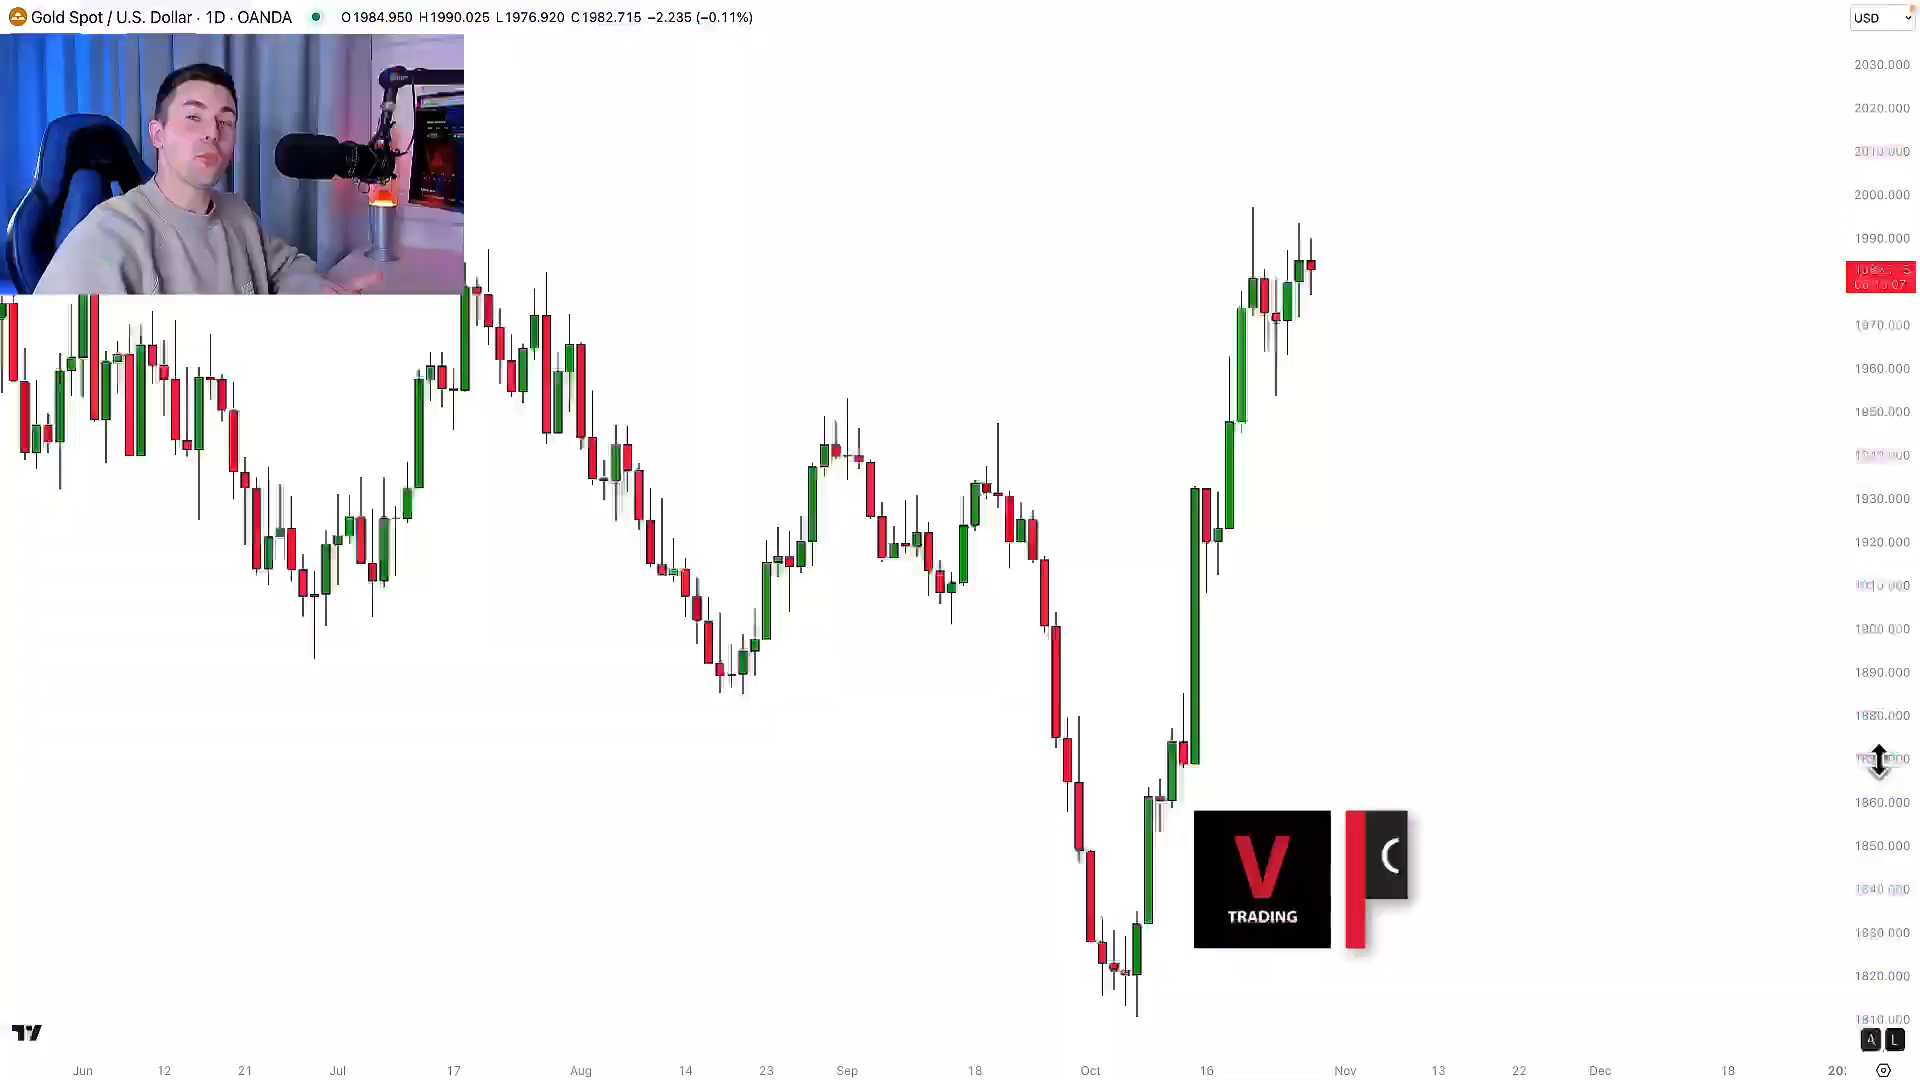 Gold Spot / U.S. Dollar · 1D · OANDA O1984.950 H1990.025 L1976.920 C1982.715 −2.235 (−0.11%)
USD
2030.000
2020.000
2000.000
1990.000
1970.000
1960.000
1950.000
1930.000
1920.000
1890.000
1880.000
1860.000
1850.000
1820.000
V
TRADING
A L
Jun 12 21 Jul 17 Aug 14 23 Sep 18 Oct 16 Nov 13 22 Dec 18